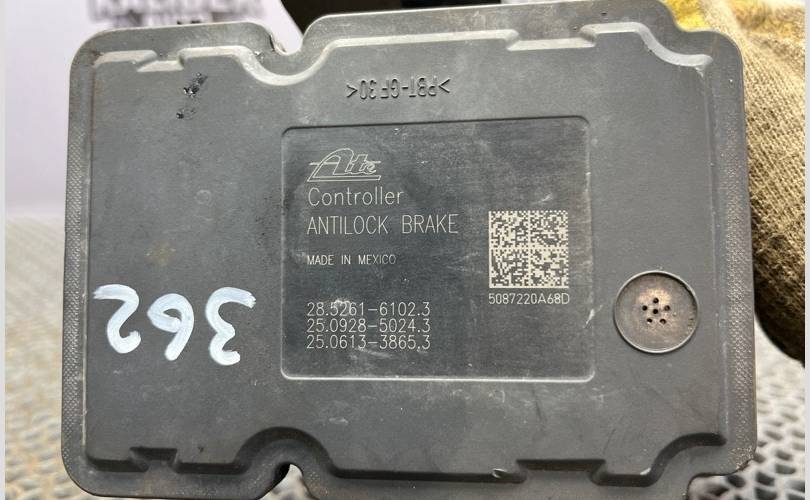 >PBT-GF30<
Ate
Controller
ANTILOCK BRAKE
MADE IN MEXICO
5087220A68D
28.5261-6102.3
25.0928-5024.3
25.0613-3865.3
362